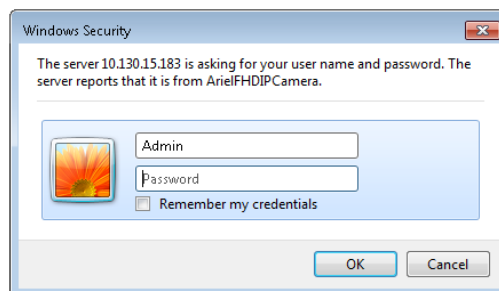 Windows Security
The server 10.130.15.183 is asking for your user name and password. The
server reports that it is from ArielFHDIPCamera.
Admin
Password
Remember my credentials
OK
Cancel